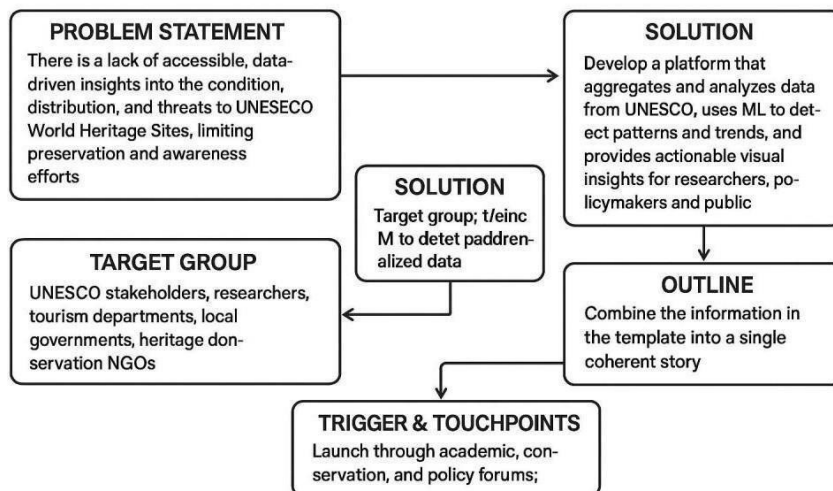 PROBLEM STATEMENT
There is a lack of accessible, data-
driven insights into the condition,
distribution, and threats to UNESECO
World Heritage Sites, limiting
preservation and awareness
efforts
SOLUTION
Develop a platform that
aggregates and analyzes data
from UNESCO, uses ML to de-
tect patterns and trends, and
provides actionable visual
insights for researchers, po-
licymakers and public
SOLUTION
Target group; t/einc
M to detet paddren-
alized data
TARGET GROUP
UNESCO stakeholders, researchers,
tourism departments, local
governments, heritage don-
servation NGOs
OUTLINE
Combine the information in
the template into a single
coherent story
TRIGGER & TOUCHPOINTS
Launch through academic, con-
servation, and policy forums;